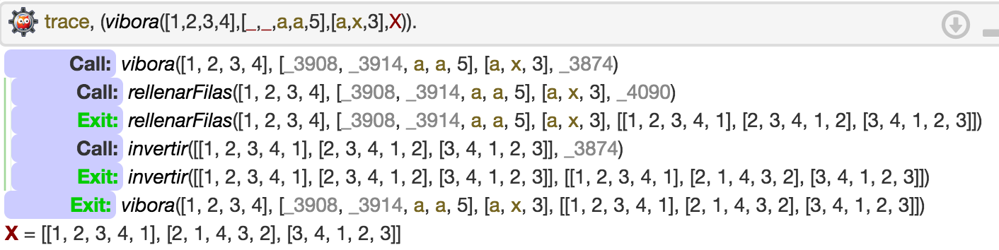 trace, (vibora([1,2,3,4],[_,_,a,a,5],[a,x,3],X)).
Call: vibora([1, 2, 3, 4], [_3908, _3914, a, a, 5], [a, x, 3], _3874)
Call: rellenarFilas([1, 2, 3, 4], [_3908, _3914, a, a, 5], [a, x, 3], _4090)
Exit: rellenarFilas([1, 2, 3, 4], [_3908, _3914, a, a, 5], [a, x, 3], [[1, 2, 3, 4, 1], [2, 3, 4, 1, 2], [3, 4, 1, 2, 3]])
Call: invertir([[1, 2, 3, 4, 1], [2, 3, 4, 1, 2], [3, 4, 1, 2, 3]], _3874)
Exit: invertir([[1, 2, 3, 4, 1], [2, 3, 4, 1, 2], [3, 4, 1, 2, 3]], [[1, 2, 3, 4, 1], [2, 1, 4, 3, 2], [3, 4, 1, 2, 3]])
Exit: vibora([1, 2, 3, 4], [_3908, _3914, a, a, 5], [a, x, 3], [[1, 2, 3, 4, 1], [2, 1, 4, 3, 2], [3, 4, 1, 2, 3]])
X = [[1, 2, 3, 4, 1], [2, 1, 4, 3, 2], [3, 4, 1, 2, 3]]